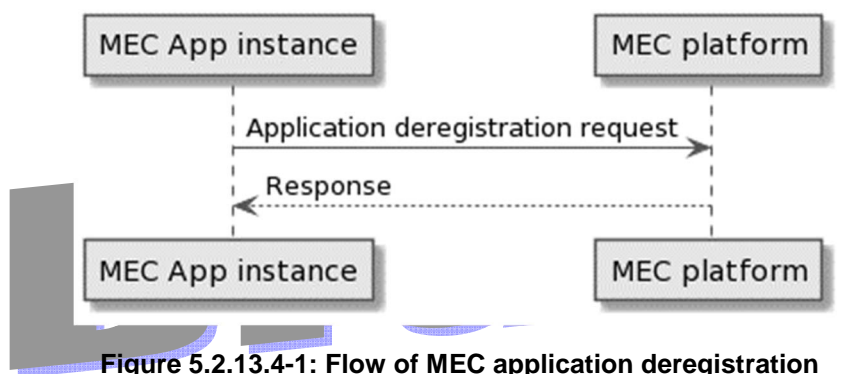 MEC App instance MEC platform
Application deregistration request
Response
MEC App instance MEC platform
Figure 5.2.13.4-1: Flow of MEC application deregistration